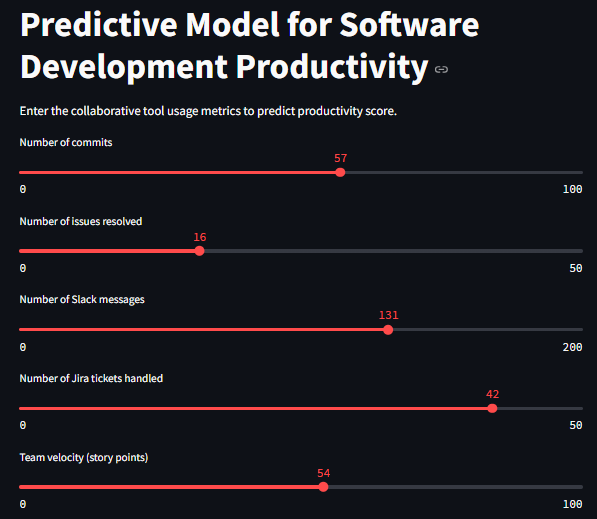 Predictive Model for Software
Development Productivity
Enter the collaborative tool usage metrics to predict productivity score.
Number of commits
57
0 100
Number of issues resolved
16
0 50
Number of Slack messages
131
0 200
Number of Jira tickets handled
42
0 50
Team velocity (story points)
54
0 100